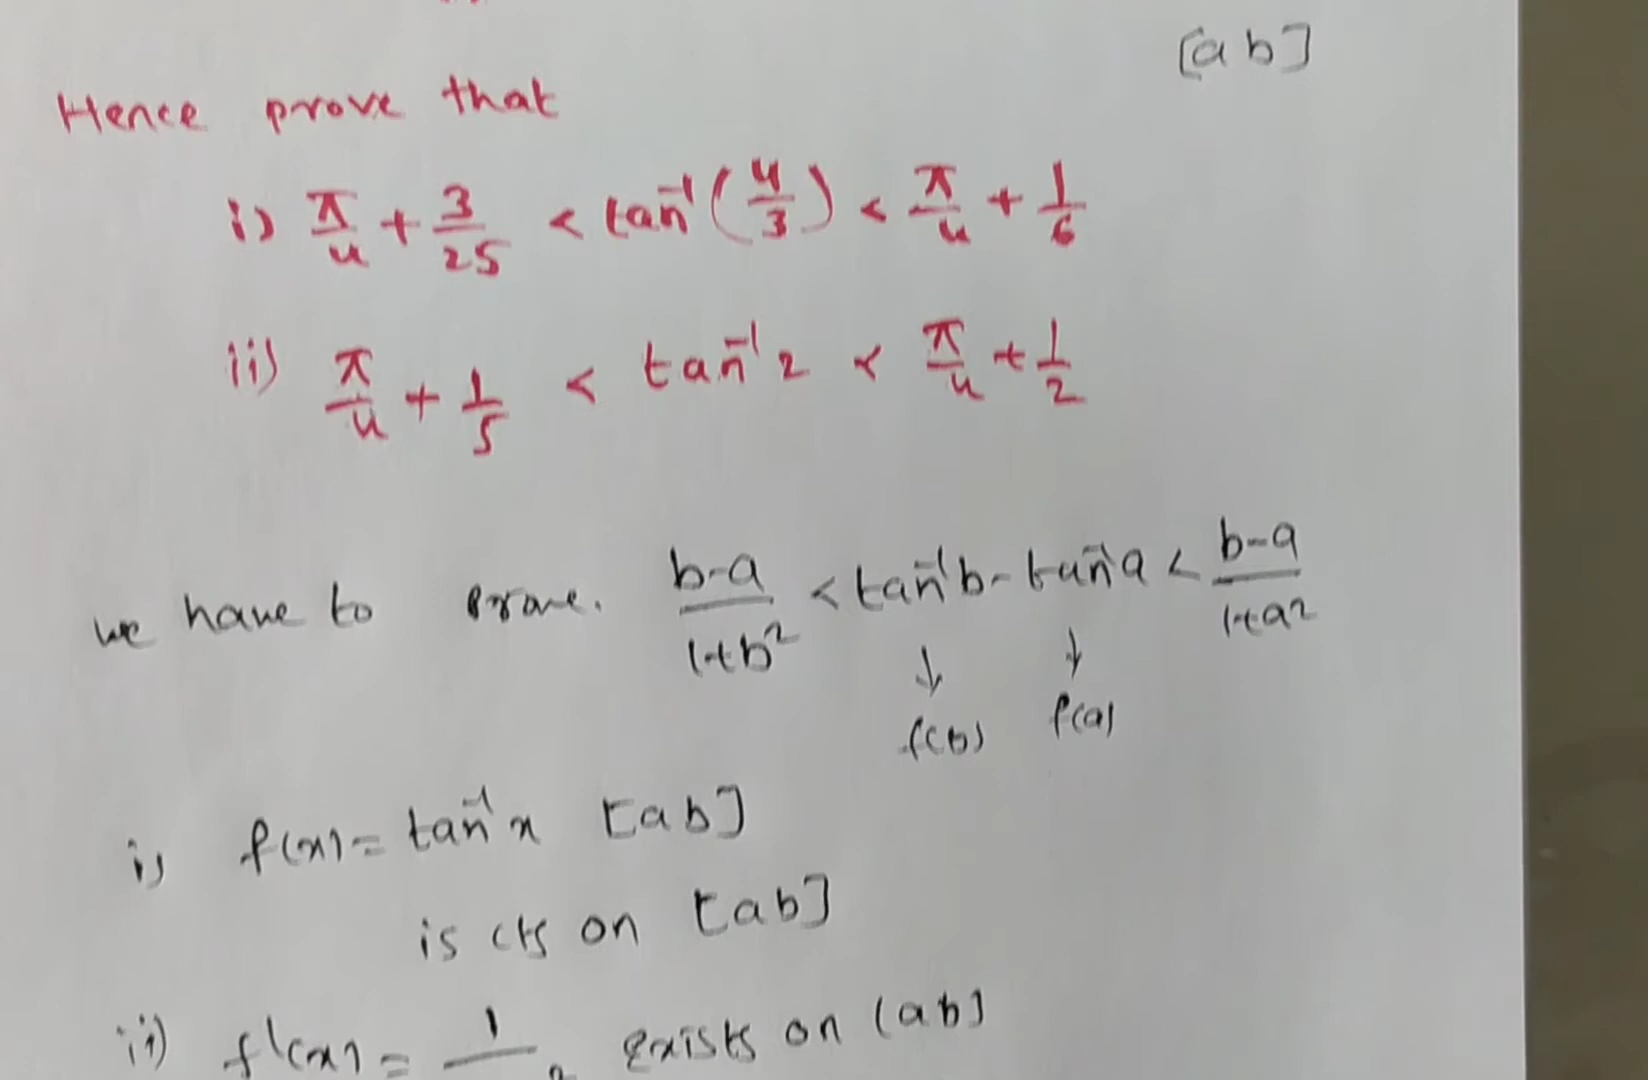 [a b]
Hence prove that
i) π/4 + 3/25 < tan⁻¹(4/3) < π/4 + 1/6
ii) π/4 + 1/5 < tan⁻¹2 < π/4 + 1/2
we have to prove. b-a/1+b² < tan⁻¹b - tan⁻¹a < b-a/1+a²
↓ ↓
f(b) f(a)
i) f(x) = tan⁻¹x [a b]
is cts on [a b]
ii) f'(x) = 1/ exists on (a b)